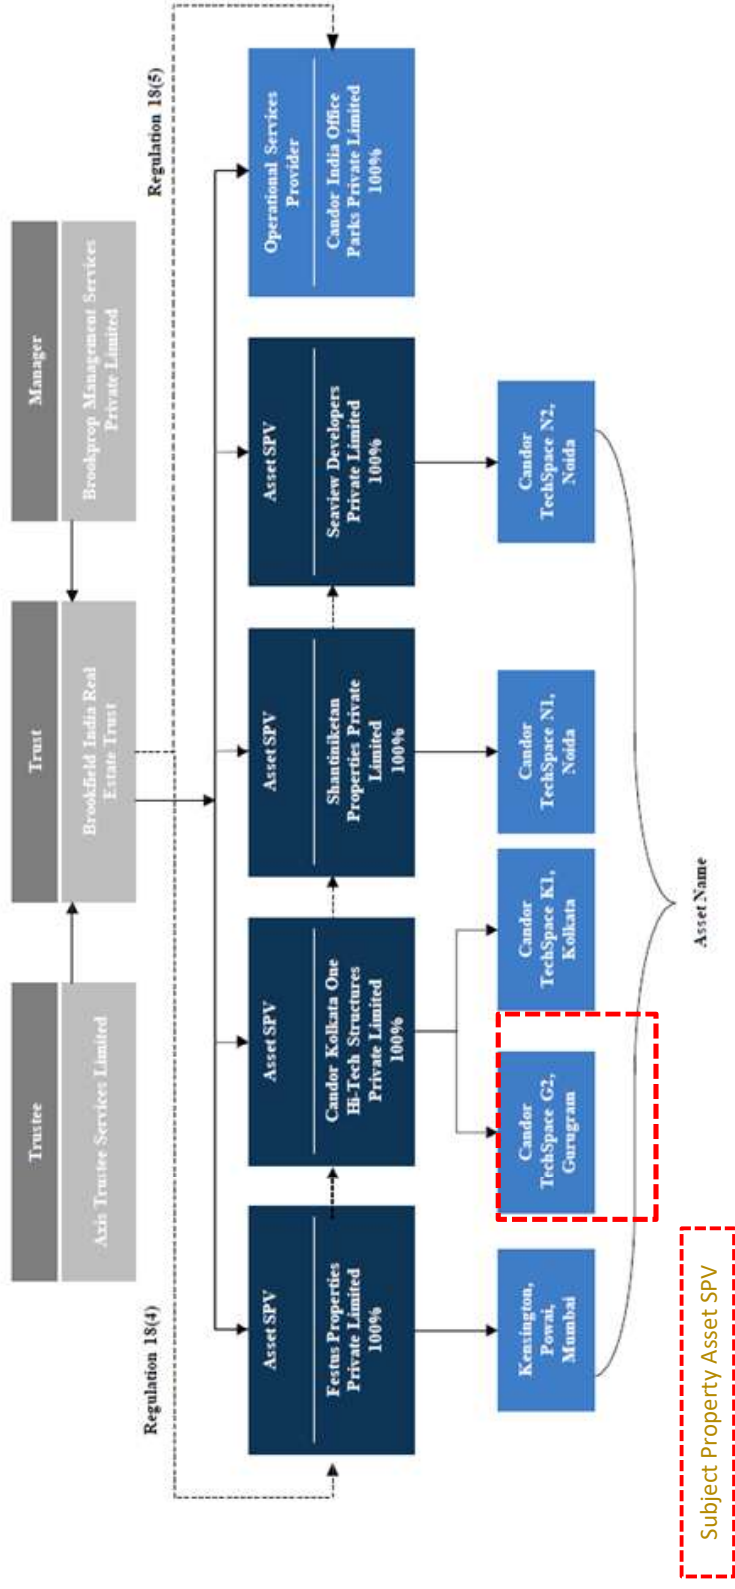 Trustee
Axis Trustee Services Limited
Trust
Brookfield India Real
Estate Trust
Manager
Brookprop Management Services
Private Limited
Regulation 18(4)
Regulation 18(5)
Asset SPV
Festus Properties
Private Limited
100%
Asset SPV
Candor Kolkata One
Hi-Tech Structures
Private Limited
100%
Asset SPV
Shantiniketan
Properties Private
Limited
100%
Asset SPV
Seaview Developers
Private Limited
100%
Operational Services
Provider
Candor India Office
Parks Private Limited
100%
Kensington,
Powai,
Mumbai
Candor
TechSpace G2,
Gurugram
Candor
TechSpace K1,
Kolkata
Candor
TechSpace N1,
Noida
Candor
TechSpace N2,
Noida
Asset Name
Subject Property Asset SPV